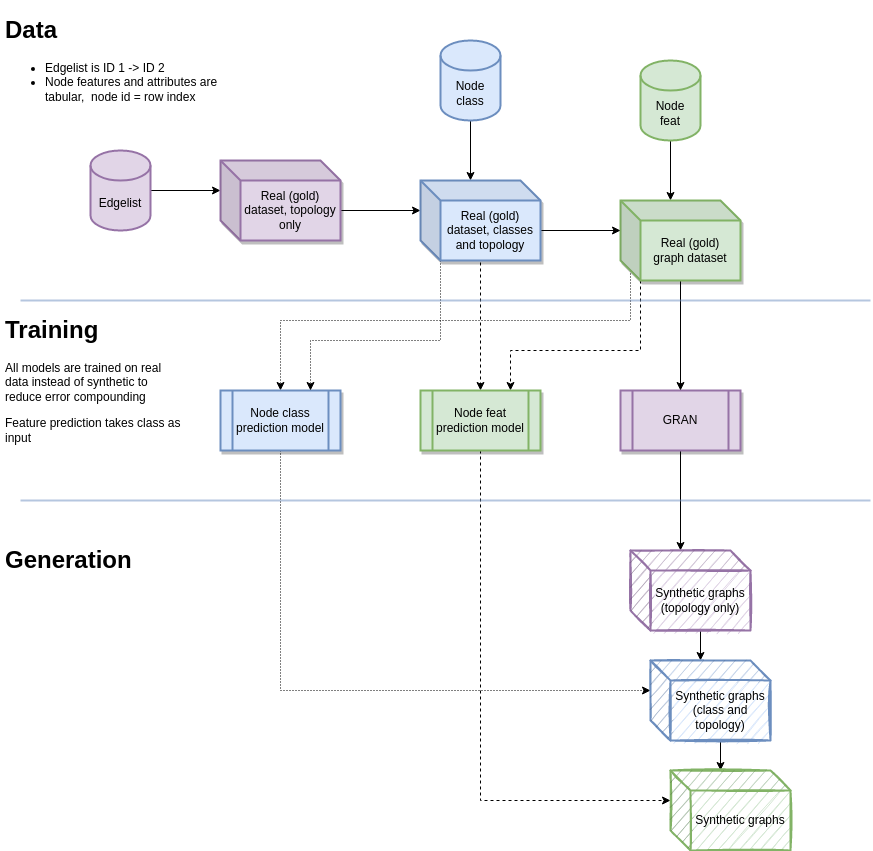 Data
Edgelist is ID 1 -> ID 2
Node features and attributes are
tabular,  node id = row index
Node
class
Node
feat
Edgelist
Real (gold)
dataset, topology
only
Real (gold)
dataset, classes
and topology
Real (gold)
graph dataset
Training
All models are trained on real
data instead of synthetic to
reduce error compounding
Feature prediction takes class as
input
Node class
prediction model
Node feat
prediction model
GRAN
Generation
Synthetic graphs
(topology only)
Synthetic graphs
(class and
topology)
Synthetic graphs